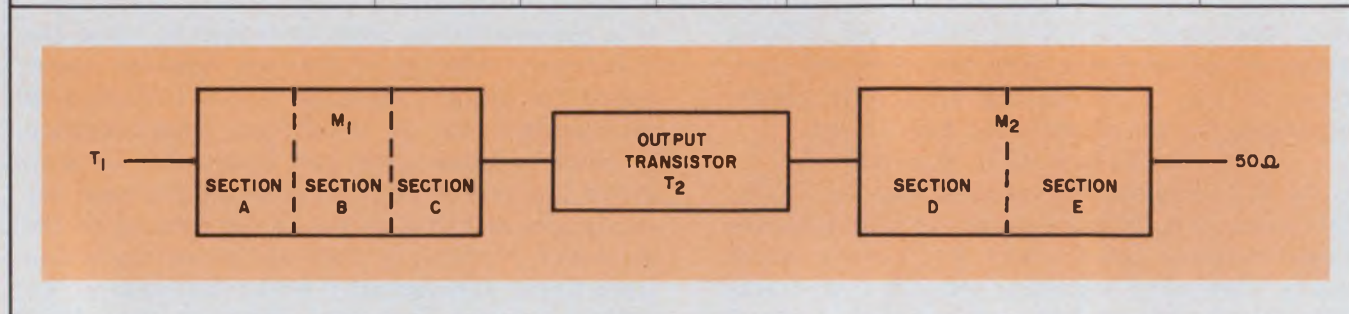 T1
M1
SECTION A
SECTION B
SECTION C
OUTPUT
TRANSISTOR
T2
M2
SECTION D
SECTION E
50Ω